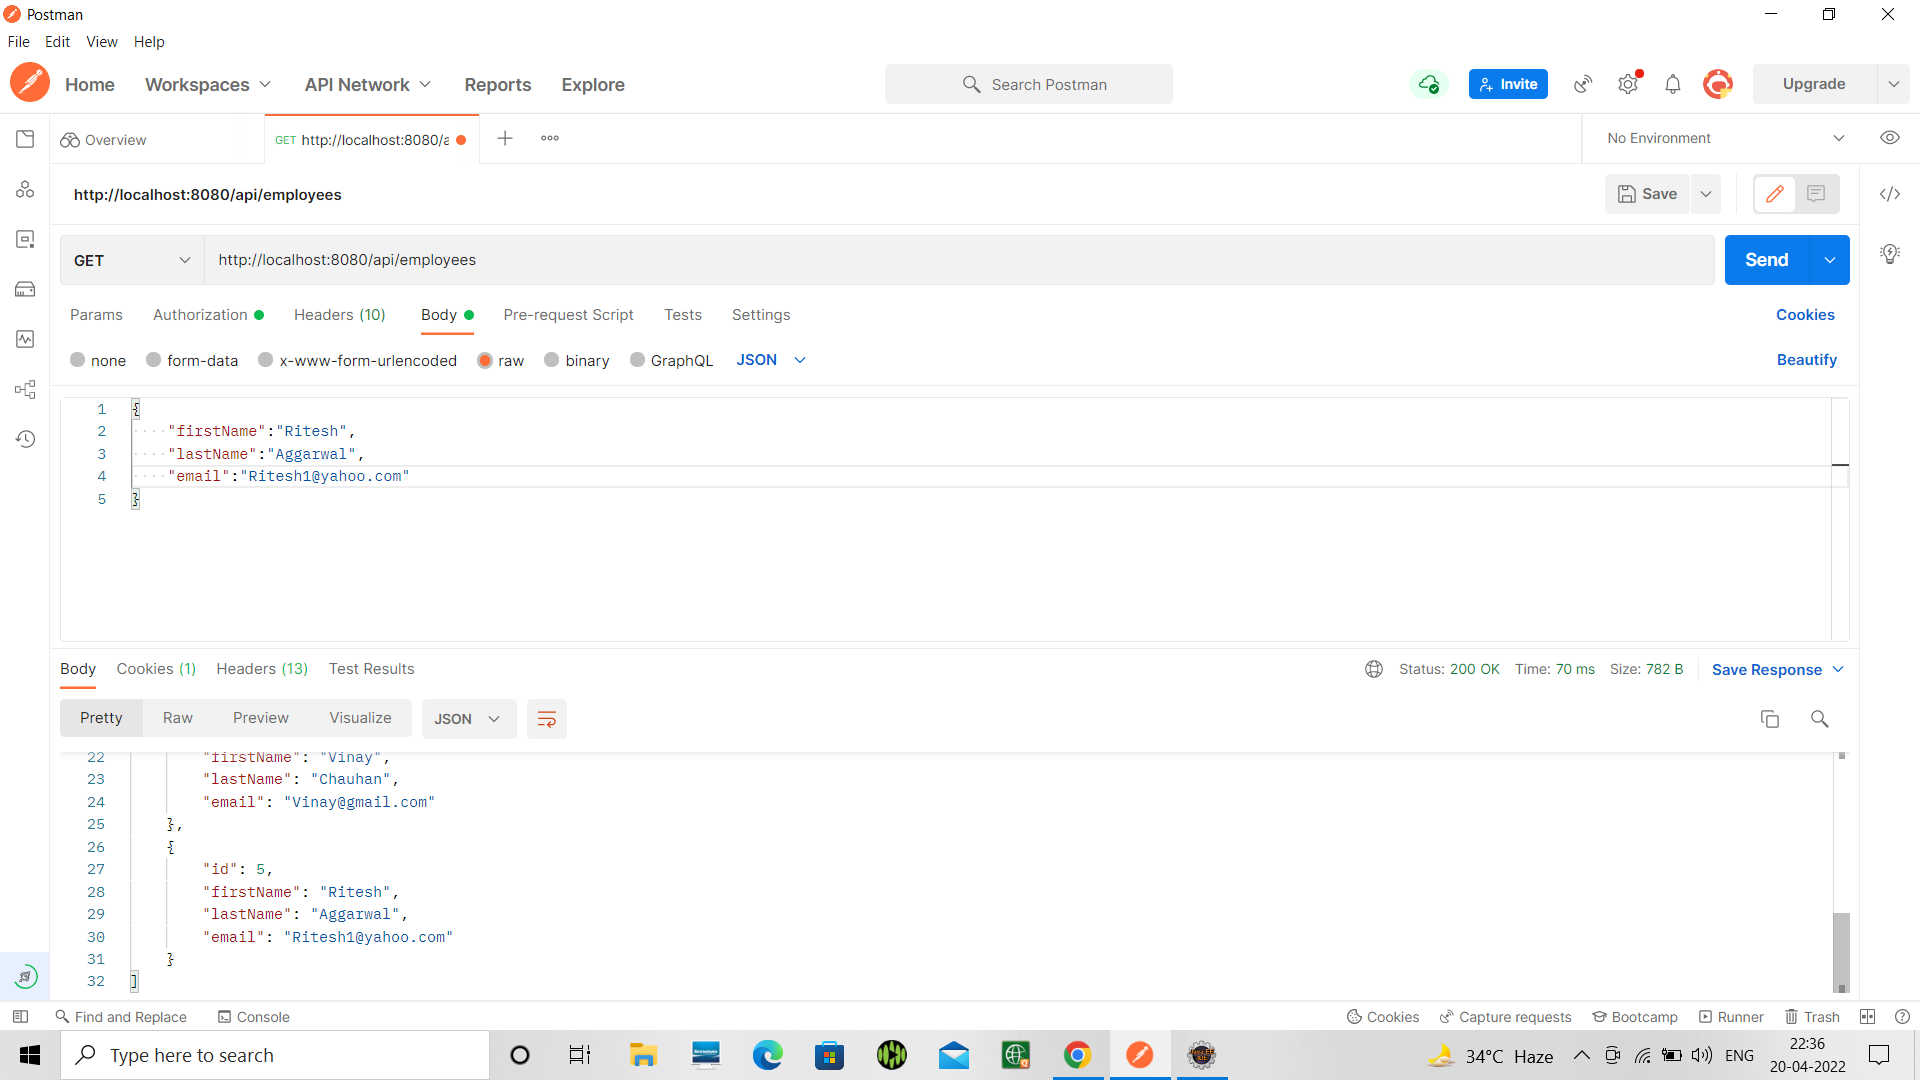 Postman
File Edit View Help
Home Workspaces API Network Reports Explore Search Postman Invite Upgrade
Overview GET http://localhost:8080/a No Environment
http://localhost:8080/api/employees Save
GET http://localhost:8080/api/employees Send
Params Authorization Headers (10) Body Pre-request Script Tests Settings Cookies
none form-data x-www-form-urlencoded raw binary GraphQL JSON Beautify
1 {
2 "firstName":"Ritesh",
3 "lastName":"Aggarwal",
4 "email":"Ritesh1@yahoo.com"
5 }
Body Cookies (1) Headers (13) Test Results Status: 200 OK Time: 70 ms Size: 782 B Save Response
Pretty Raw Preview Visualize JSON
22 "firstName": "Vinay",
23 "lastName": "Chauhan",
24 "email": "Vinay@gmail.com"
25 },
26 {
27 "id": 5,
28 "firstName": "Ritesh",
29 "lastName": "Aggarwal",
30 "email": "Ritesh1@yahoo.com"
31 }
32 ]
Find and Replace Console Cookies Capture requests Bootcamp Runner Trash
Type here to search 34°C Haze ENG 22:36
20-04-2022